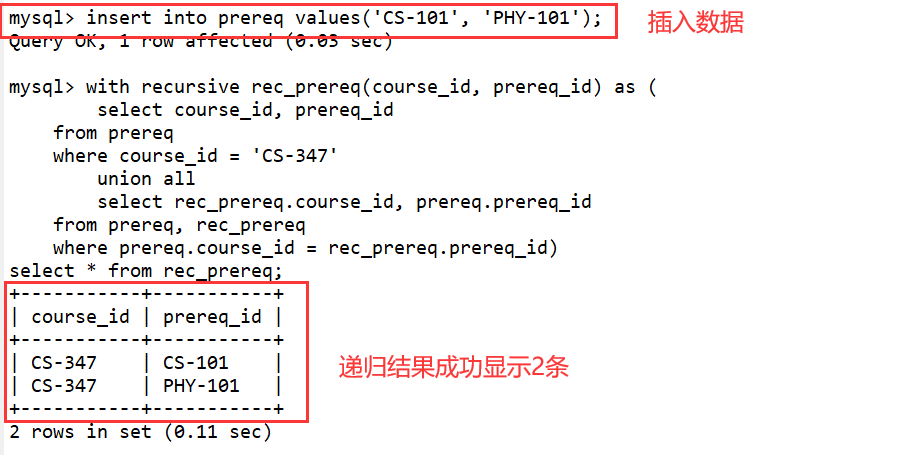 mysql> insert into prereq values('CS-101', 'PHY-101');
插入数据
Query OK, 1 row affected (0.03 sec)
mysql> with recursive rec_prereq(course_id, prereq_id) as (
select course_id, prereq_id
from prereq
where course_id = 'CS-347'
union all
select rec_prereq.course_id, prereq.prereq_id
from prereq, rec_prereq
where prereq.course_id = rec_prereq.prereq_id)
select * from rec_prereq;
+-----------+-----------+
| course_id | prereq_id |
+-----------+-----------+
| CS-347    | CS-101    |
| CS-347    | PHY-101   |
+-----------+-----------+
递归结果成功显示2条
2 rows in set (0.11 sec)